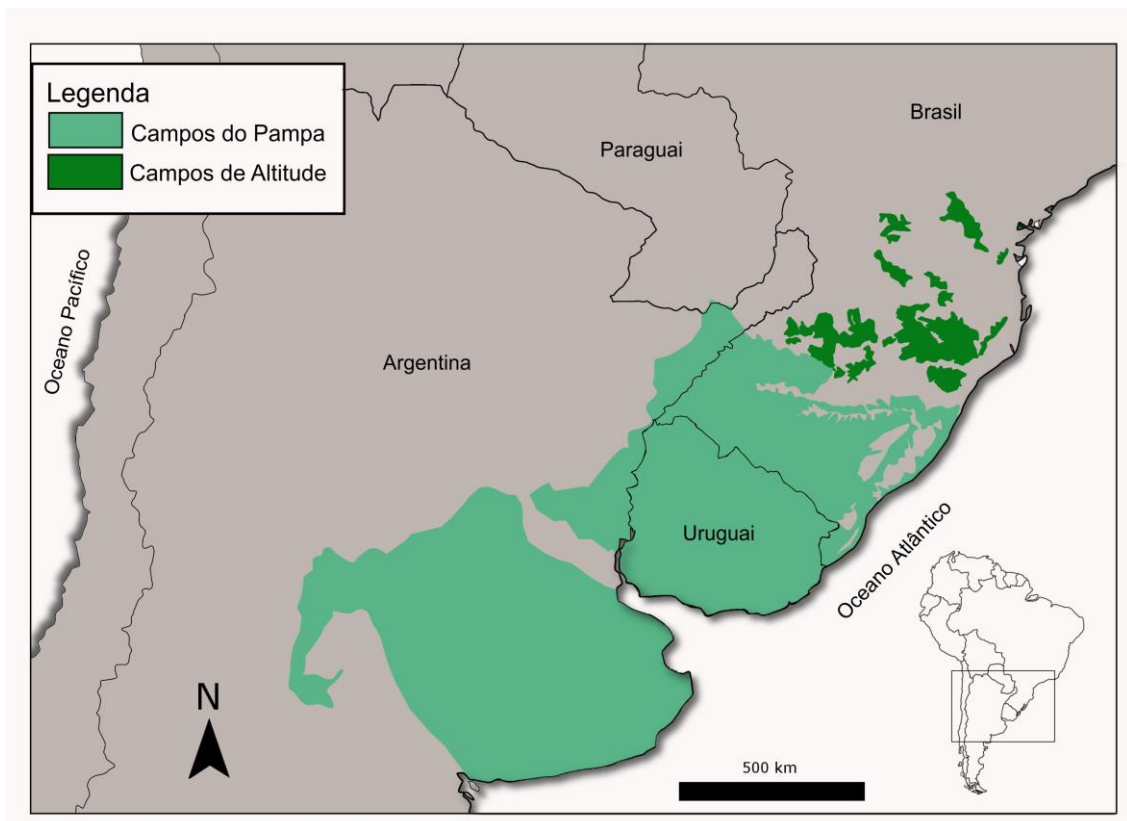 Legenda
Campos do Pampa
Campos de Altitude
Brasil
Paraguai
Oceano Pacífico
Argentina
Uruguai
Oceano Atlântico
N
500 km